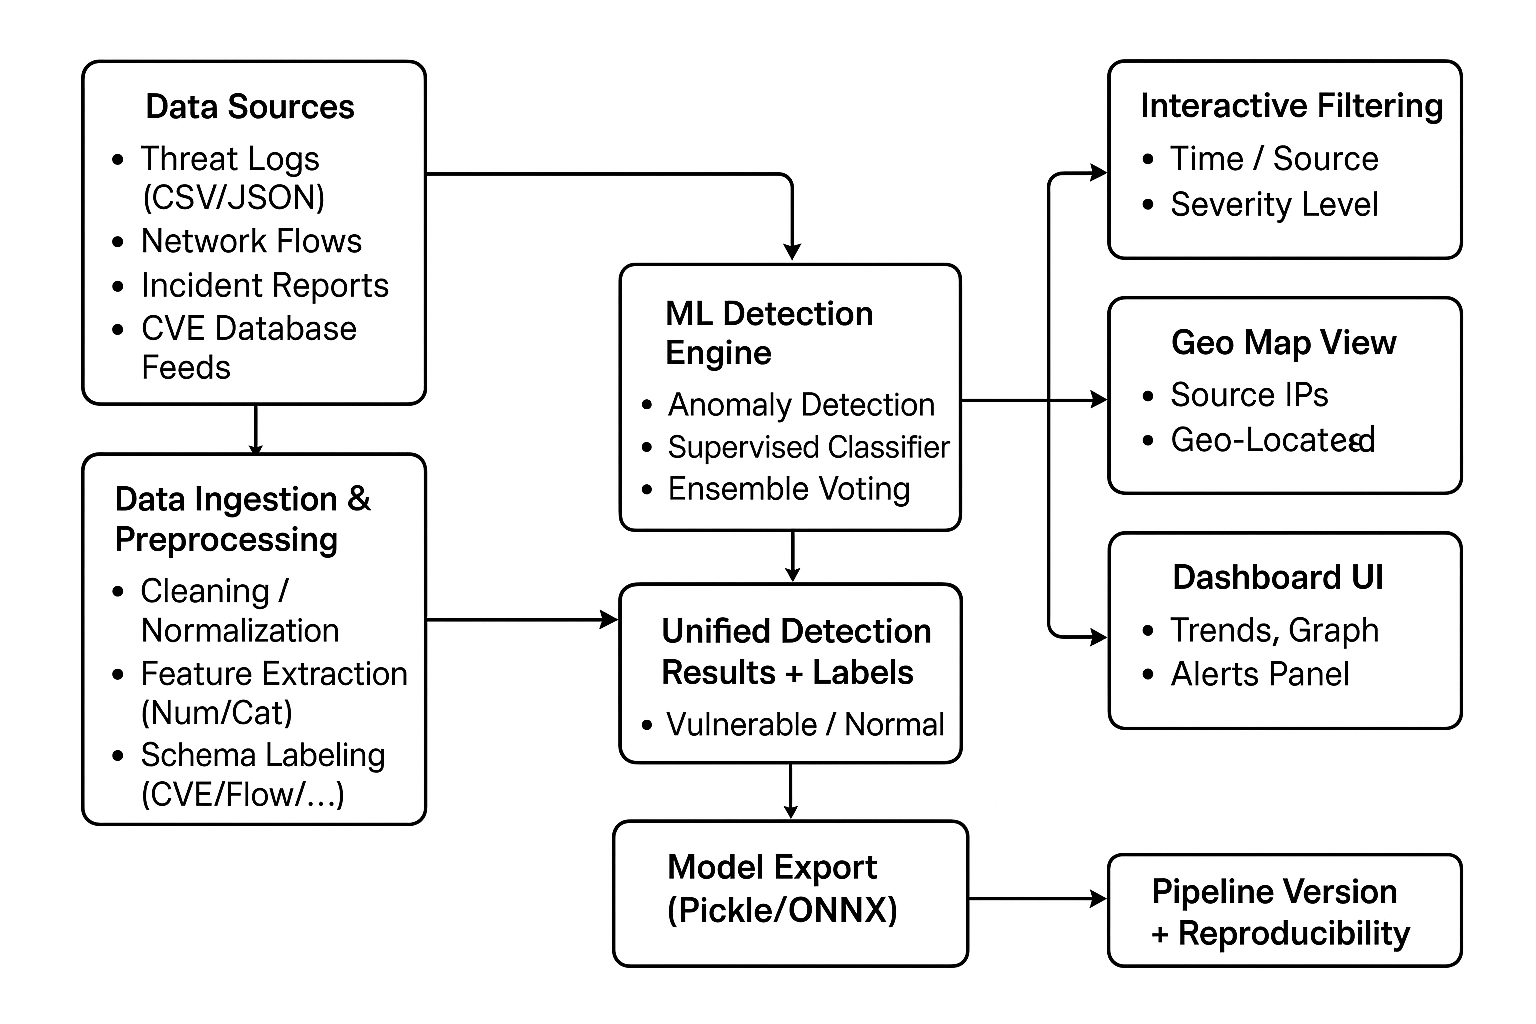 Data Sources
• Threat Logs
(CSV/JSON)
• Network Flows
• Incident Reports
• CVE Database
Feeds
Data Ingestion &
Preprocessing
• Cleaning /
Normalization
• Feature Extraction
(Num/Cat)
• Schema Labeling
(CVE/Flow/...)
ML Detection
Engine
• Anomaly Detection
• Supervised Classifier
• Ensemble Voting
Unified Detection
Results + Labels
• Vulnerable / Normal
Model Export
(Pickle/ONNX)
Interactive Filtering
• Time / Source
• Severity Level
Geo Map View
• Source IPs
• Geo-Located
Dashboard UI
• Trends, Graph
• Alerts Panel
Pipeline Version
+ Reproducibility